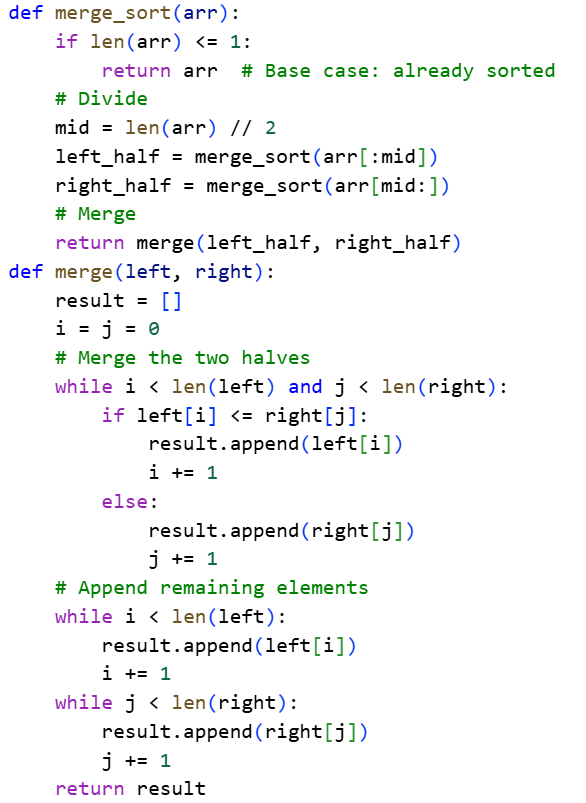 def merge_sort(arr):
    if len(arr) <= 1:
        return arr  # Base case: already sorted
    # Divide
    mid = len(arr) // 2
    left_half = merge_sort(arr[:mid])
    right_half = merge_sort(arr[mid:])
    # Merge
    return merge(left_half, right_half)
def merge(left, right):
    result = []
    i = j = 0
    # Merge the two halves
    while i < len(left) and j < len(right):
        if left[i] <= right[j]:
            result.append(left[i])
            i += 1
        else:
            result.append(right[j])
            j += 1
    # Append remaining elements
    while i < len(left):
        result.append(left[i])
        i += 1
    while j < len(right):
        result.append(right[j])
        j += 1
    return result